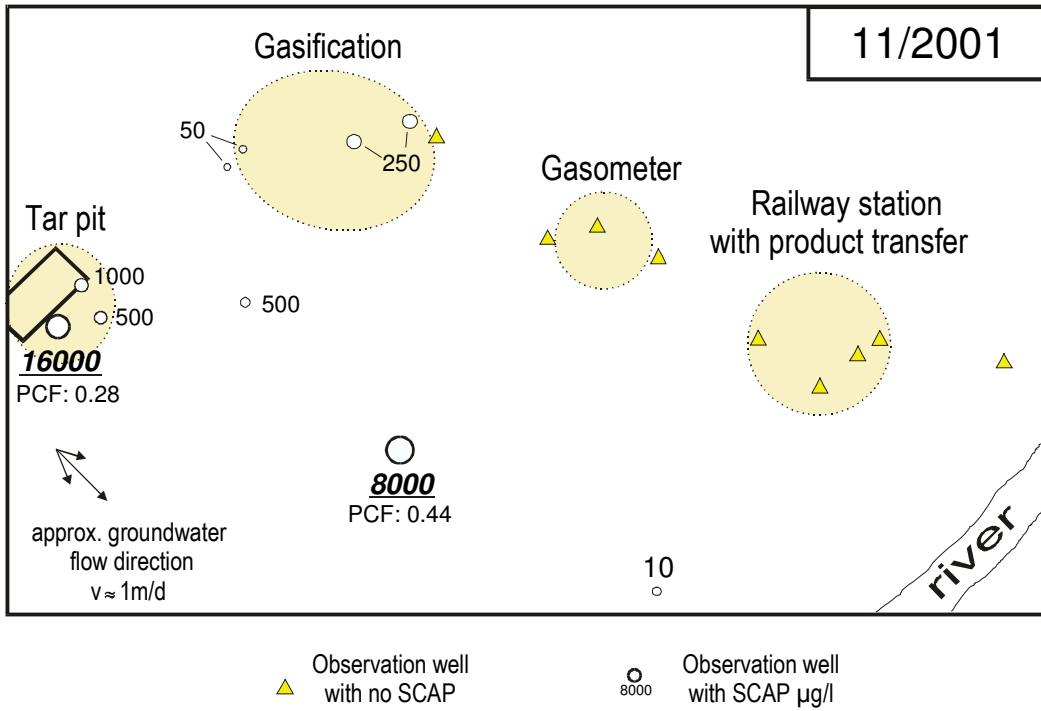 11/2001
Gasification
50
250
Gasometer
Railway station
with product transfer
Tar pit
1000
500
500
16000
PCF: 0.28
8000
PCF: 0.44
approx. groundwater
flow direction
v ≈ 1m/d
10
river
Observation well
with no SCAP
8000
Observation well
with SCAP µg/l